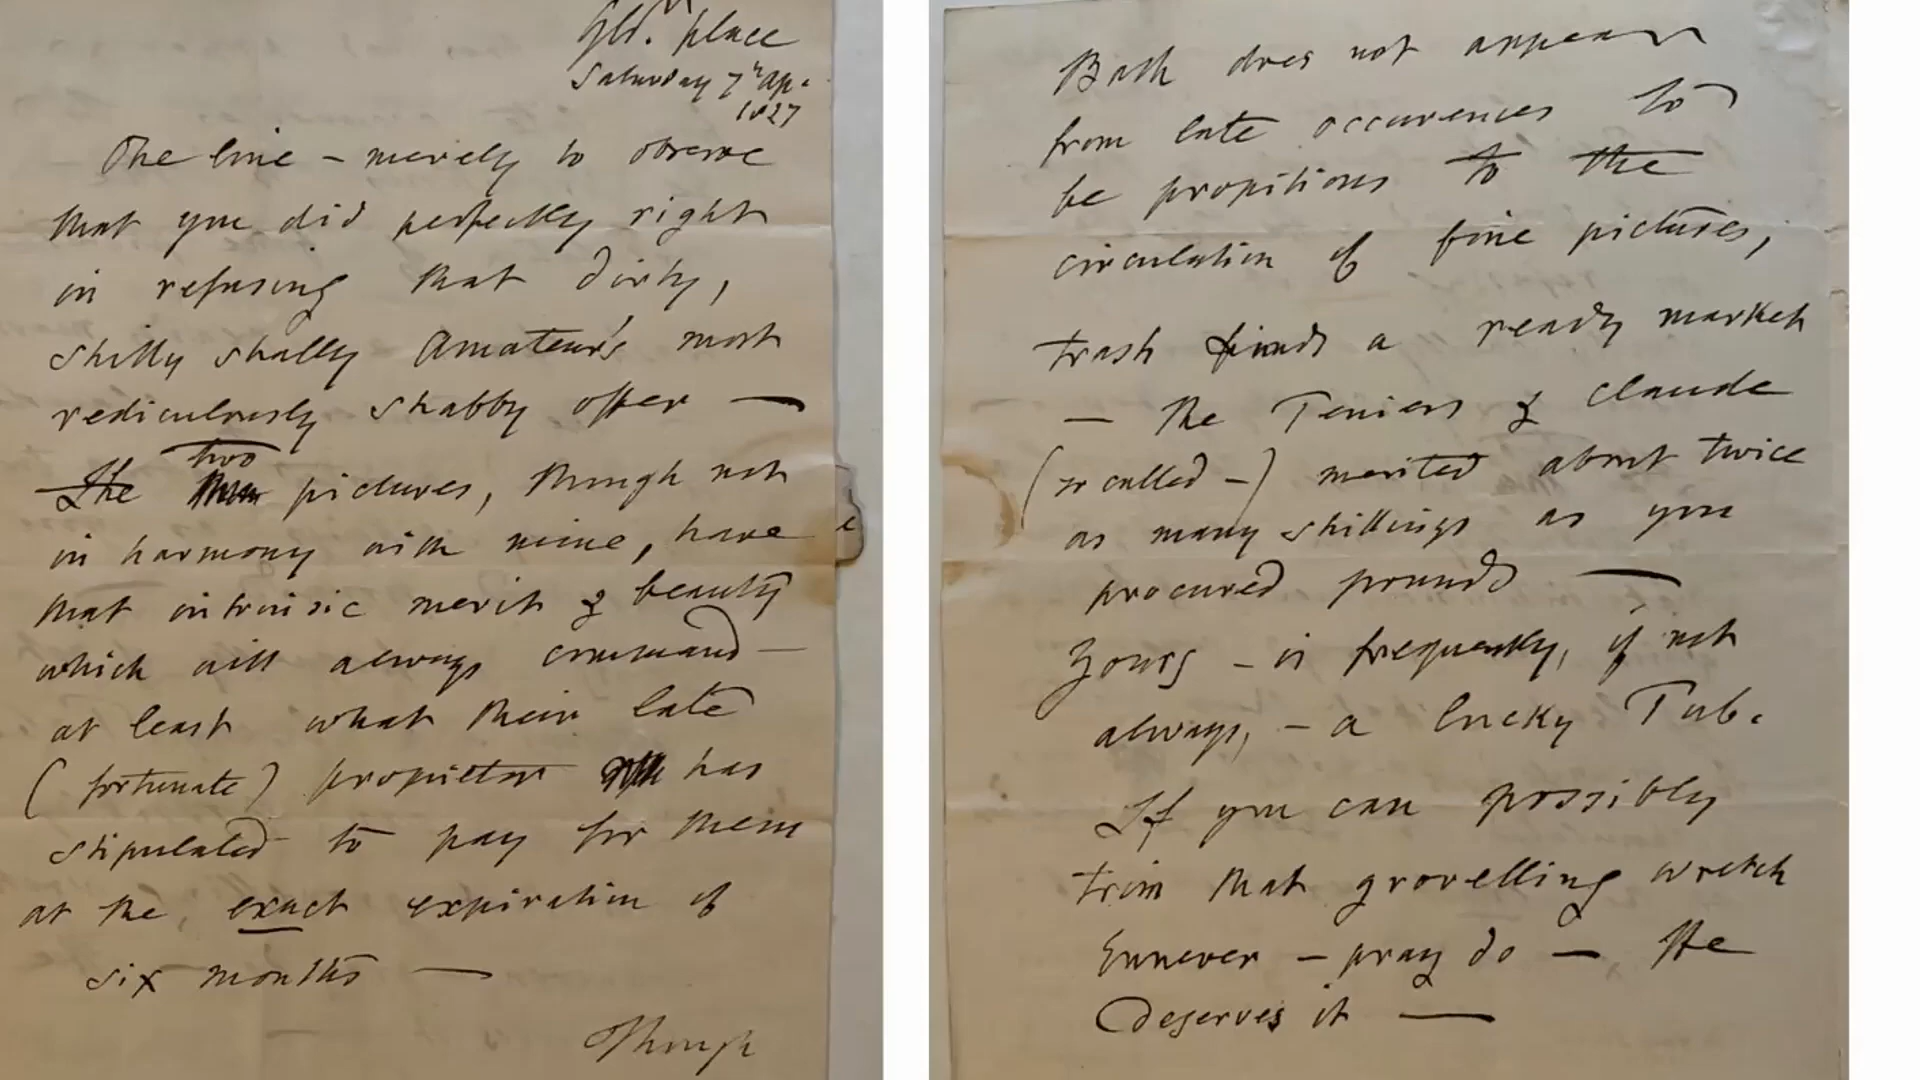 Gld. place
Saturday 7th Ap.
1827
One line - merely to observe
that you did perfectly right
in refusing that dirty,
shilly shally Amateur's most
rediculously shabby offer —
The two pictures, though not
in harmony with mine, have
that intrinsic merit & beauty
which will always command —
at least what their late
(fortunate) proprietor has
stipulated to pay for them
at the exact expiration of
six months —
Though
Bath does not appear
from late occurences to
be propitious to the
circulation of fine pictures,
trash finds a ready market
— the Teniers & Claude
(so called -) merited about twice
as many shillings as you
procured pounds —
Yours - is frequently, if not
always, - a lucky Tub.
If you can possibly
trim that grovelling wretch
Emnever - pray do — He
Deserves it —